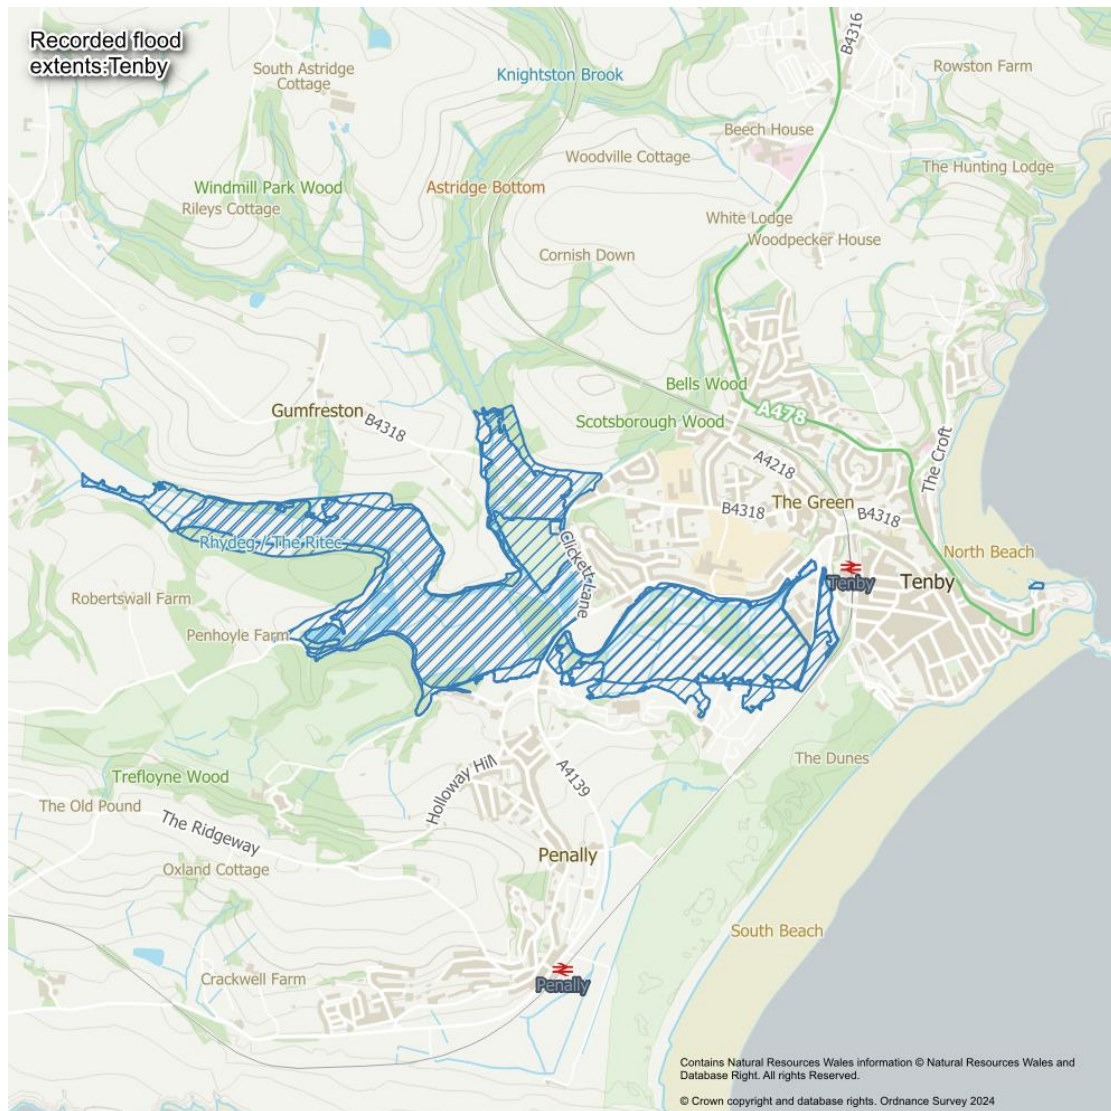 Recorded flood
extents:Tenby
B4316
South Astridge
Cottage
Knightston Brook
Rowston Farm
Beech House
Woodville Cottage
The Hunting Lodge
Windmill Park Wood
Astridge Bottom
Rileys Cottage
White Lodge
Woodpecker House
Cornish Down
Bells Wood
Gumfreston
B4318
Scotsborough Wood
A478
The Croft
A4218
The Green
B4318
B4318
Rhydeg / The Ritec
Clickett Lane
North Beach
Tenby
Tenby
Robertswall Farm
Penhoyle Farm
The Dunes
Trefloyne Wood
Holloway Hill
A4139
The Old Pound
The Ridgeway
Penally
Oxland Cottage
South Beach
Crackwell Farm
Penally
Contains Natural Resources Wales information © Natural Resources Wales and
Database Right. All rights Reserved.
© Crown copyright and database rights. Ordnance Survey 2024